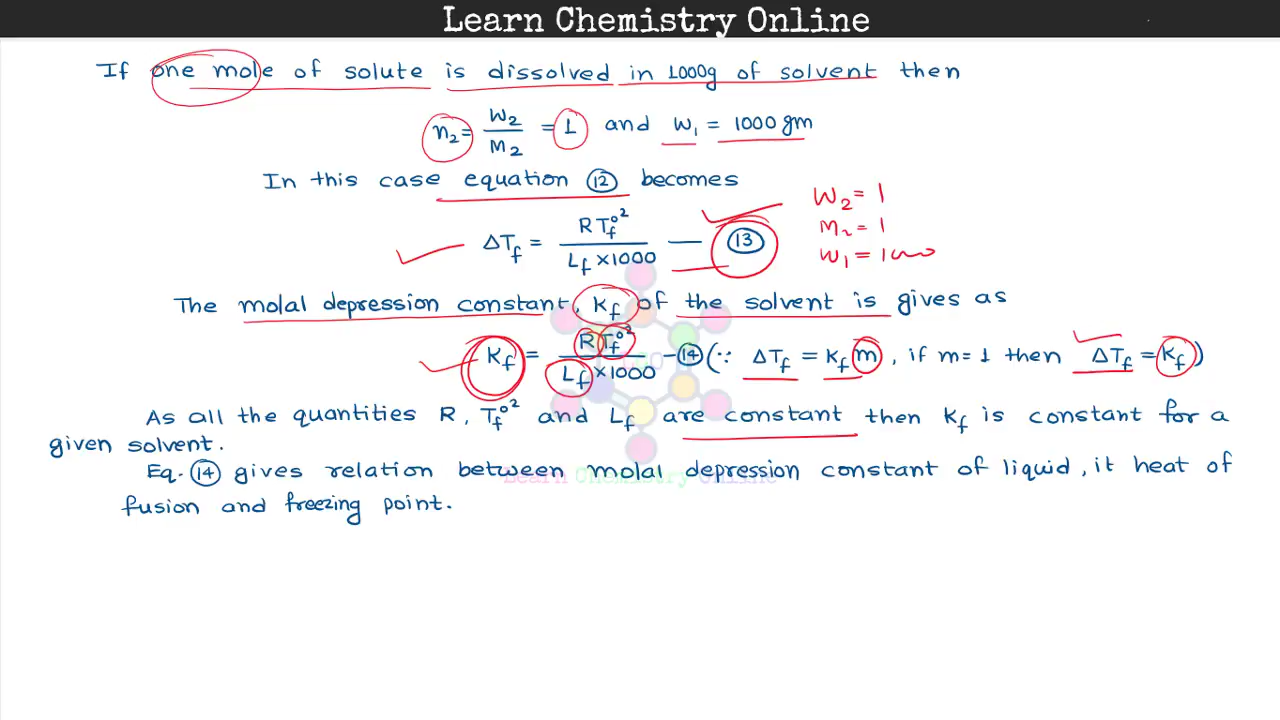 Learn Chemistry Online
If one mole of solute is dissolved in 1000g of solvent then
n₂ = W₂/M₂ = 1 and W₁ = 1000 gm
In this case equation ⑫ becomes
W₂ = 1
M₂ = 1
W₁ = 1000
ΔT_f = R T_f°²/L_f × 1000 — ⑬
The molal depression constant, K_f of the solvent is gives as
K_f = R T_f°²/L_f × 1000 – ⑭ (∵ ΔT_f = K_f m, if m = 1 then ΔT_f = K_f)
As all the quantities R, T_f°² and L_f are constant then K_f is constant for a
given solvent.
Eq. ⑭ gives relation between molal depression constant of liquid, it heat of
fusion and freezing point.
Learn Chemistry Online